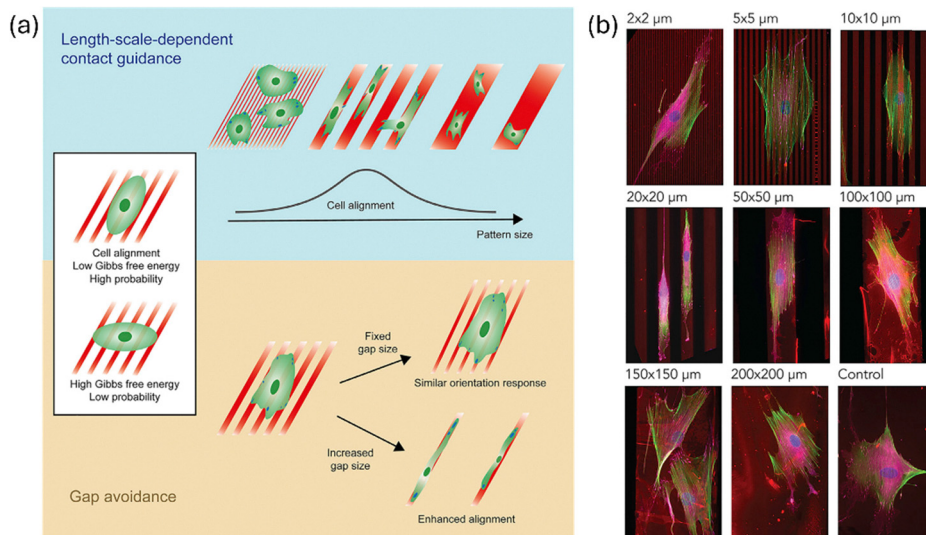 (a)
Length-scale-dependent
contact guidance
Cell alignment
Pattern size
Cell alignment
Low Gibbs free energy
High probability
High Gibbs free energy
Low probability
Fixed
gap size
Similar orientation response
Increased
gap size
Enhanced alignment
Gap avoidance
(b)
2x2 µm
5x5 µm
10x10 µm
20x20 µm
50x50 µm
100x100 µm
150x150 µm
200x200 µm
Control